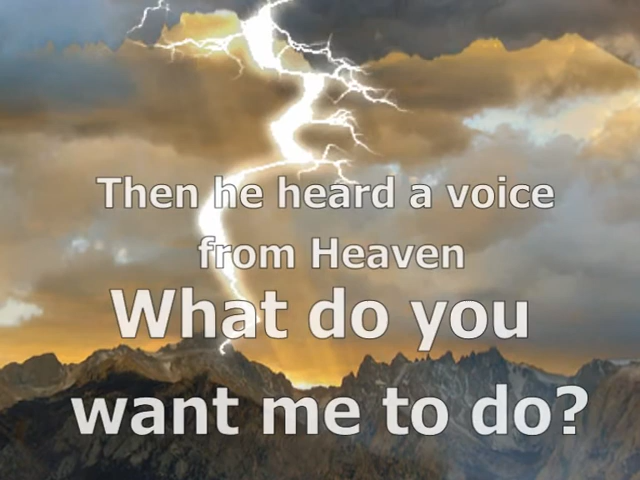 Then he heard a voice
from Heaven
What do you
want me to do?